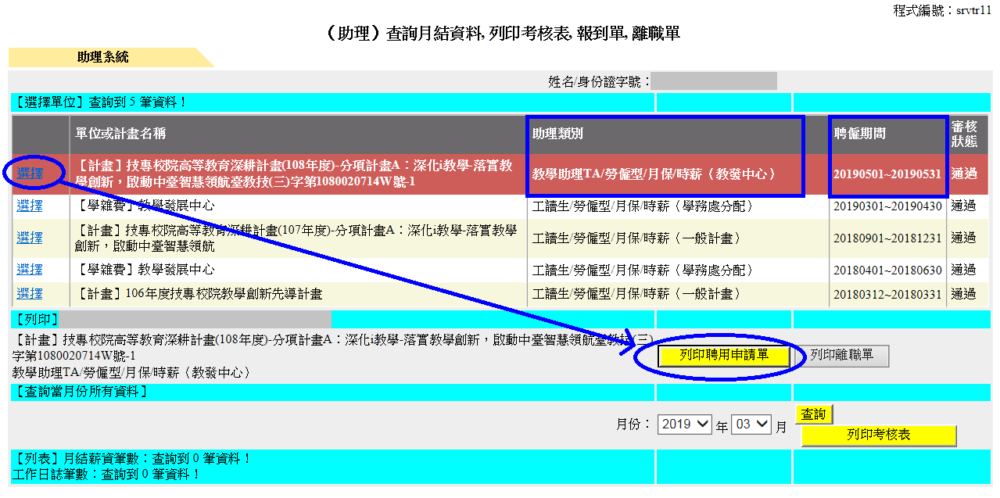 程式編號：srvtr11
（助理）查詢月結資料, 列印考核表, 報到單, 離職單
助理系統
姓名/身份證字號：
【選擇單位】查詢到 5 筆資料！
單位或計畫名稱 助理類別 聘僱期間 審核
狀態
選擇 【計畫】技專校院高等教育深耕計畫(108年度)-分項計畫A：深化i教學-落實教
學創新，啟動中臺智慧領航臺教技(三)字第1080020714W號-1 教學助理TA/勞僱型/月保/時薪（教發中心） 20190501~20190531 通過
選擇 【學雜費】教學發展中心 工讀生/勞僱型/月保/時薪（學務處分配） 20190301~20190430 通過
選擇 【計畫】技專校院高等教育深耕計畫(107年度)-分項計畫A：深化i教學-落實教學
創新，啟動中臺智慧領航 工讀生/勞僱型/月保/時薪（一般計畫） 20180901~20181231 通過
選擇 【學雜費】教學發展中心 工讀生/勞僱型/月保/時薪（學務處分配） 20180401~20180630 通過
選擇 【計畫】106年度技專校院教學創新先導計畫 工讀生/勞僱型/月保/時薪（一般計畫） 20180312~20180331 通過
【列印】
【計畫】技專校院高等教育深耕計畫(108年度)-分項計畫A：深化i教學-落實教學創新，啟動中臺智慧領航臺教技(三)
字第1080020714W號-1
教學助理TA/勞僱型/月保/時薪（教發中心）
列印聘用申請單 列印離職單
【查詢當月份所有資料】
月份： 2019 年 03 月 查詢
列印考核表
【列表】月結薪資筆數：查詢到 0 筆資料！
工作日誌筆數：查詢到 0 筆資料！